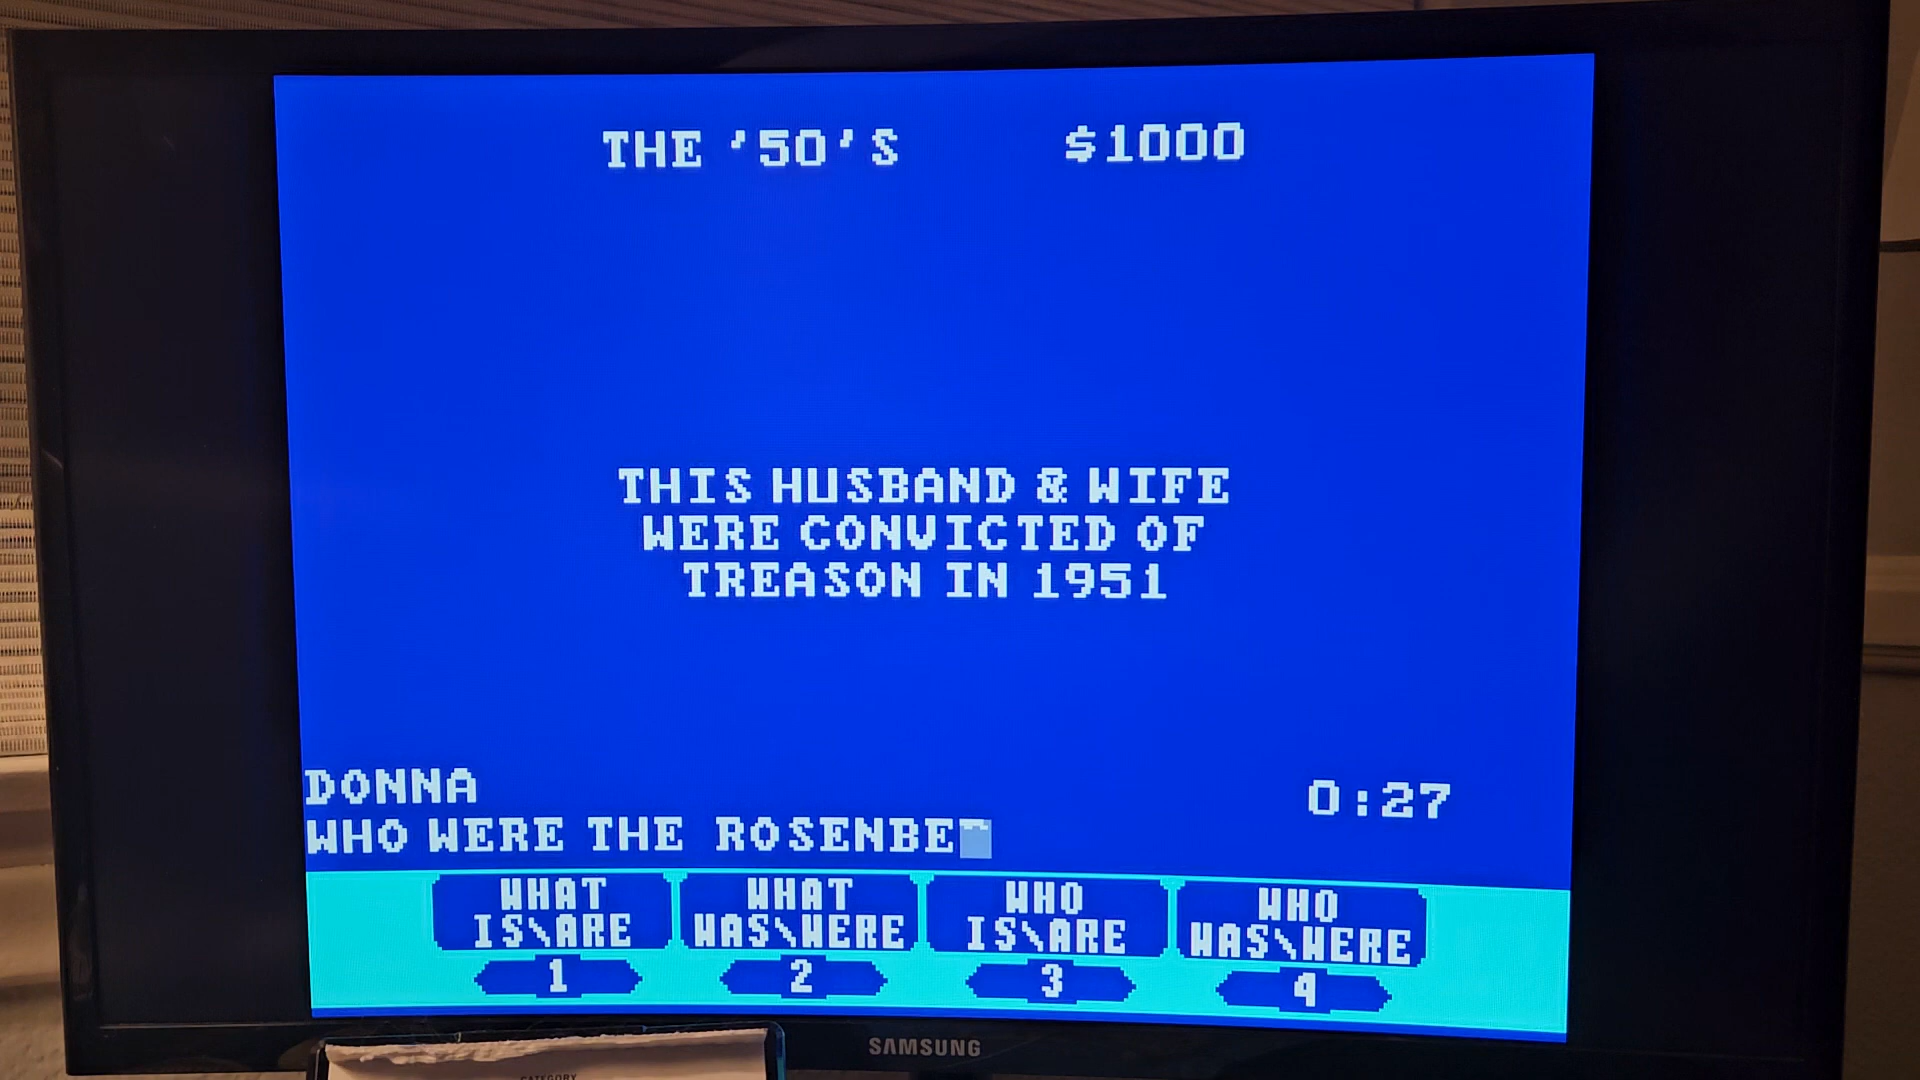 THE '50'S $1000
THIS HUSBAND & WIFE
WERE CONVICTED OF
TREASON IN 1951
DONNA 0:27
WHO WERE THE ROSENBE
WHAT IS\ARE
WHAT WAS\WERE
WHO IS\ARE
WHO WAS\WERE
1 2 3 4
SAMSUNG
CATEGORY